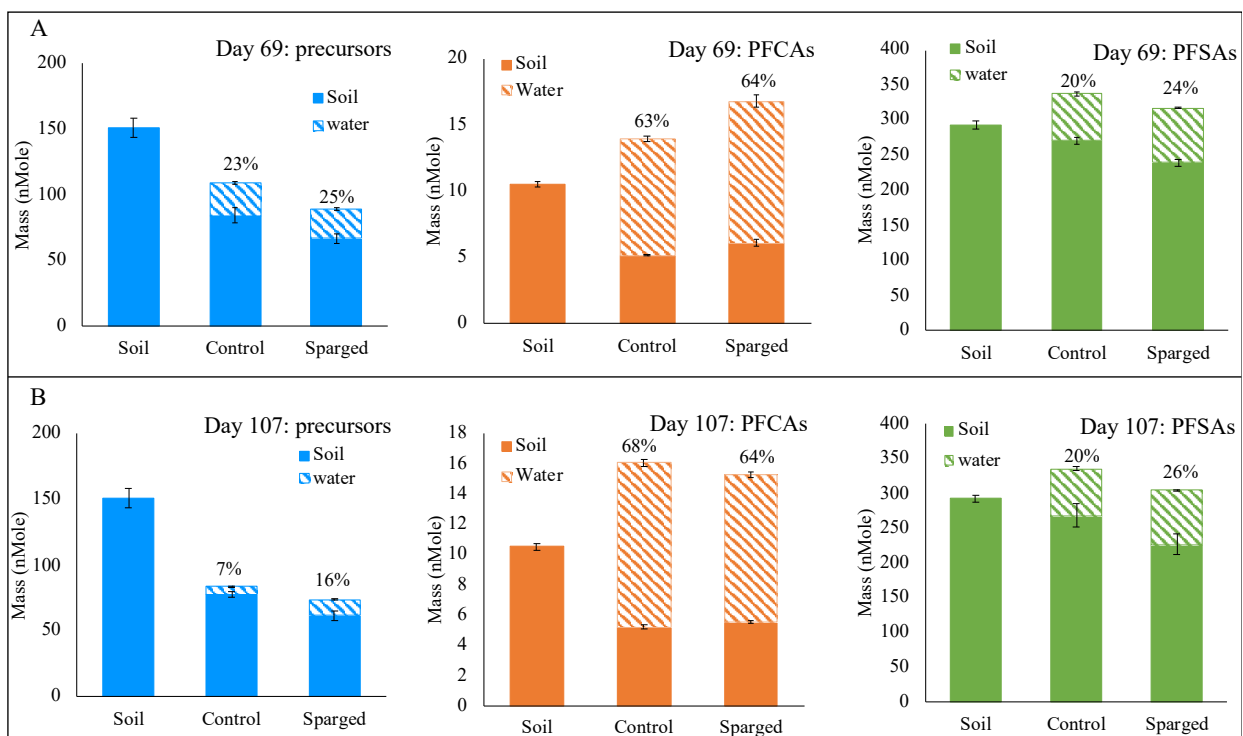 A
Day 69: precursors
Mass (nMole)
200
150
100
50
0
Soil
water
23%
25%
Soil
Control
Sparged
Day 69: PFCAs
Mass (nMole)
20
15
10
5
0
Soil
Water
63%
64%
Soil
Control
Sparged
Day 69: PFSAs
Mass (nMole)
400
350
300
250
200
150
100
50
0
Soil
water
20%
24%
Soil
Control
Sparged
B
Day 107: precursors
Mass (nMole)
200
150
100
50
0
Soil
water
7%
16%
Soil
Control
Sparged
Day 107: PFCAs
Mass (nMole)
18
16
14
12
10
8
6
4
2
0
Soil
Water
68%
64%
Soil
Control
Sparged
Day 107: PFSAs
Mass (nMole)
400
350
300
250
200
150
100
50
0
Soil
water
20%
26%
Soil
Control
Sparged